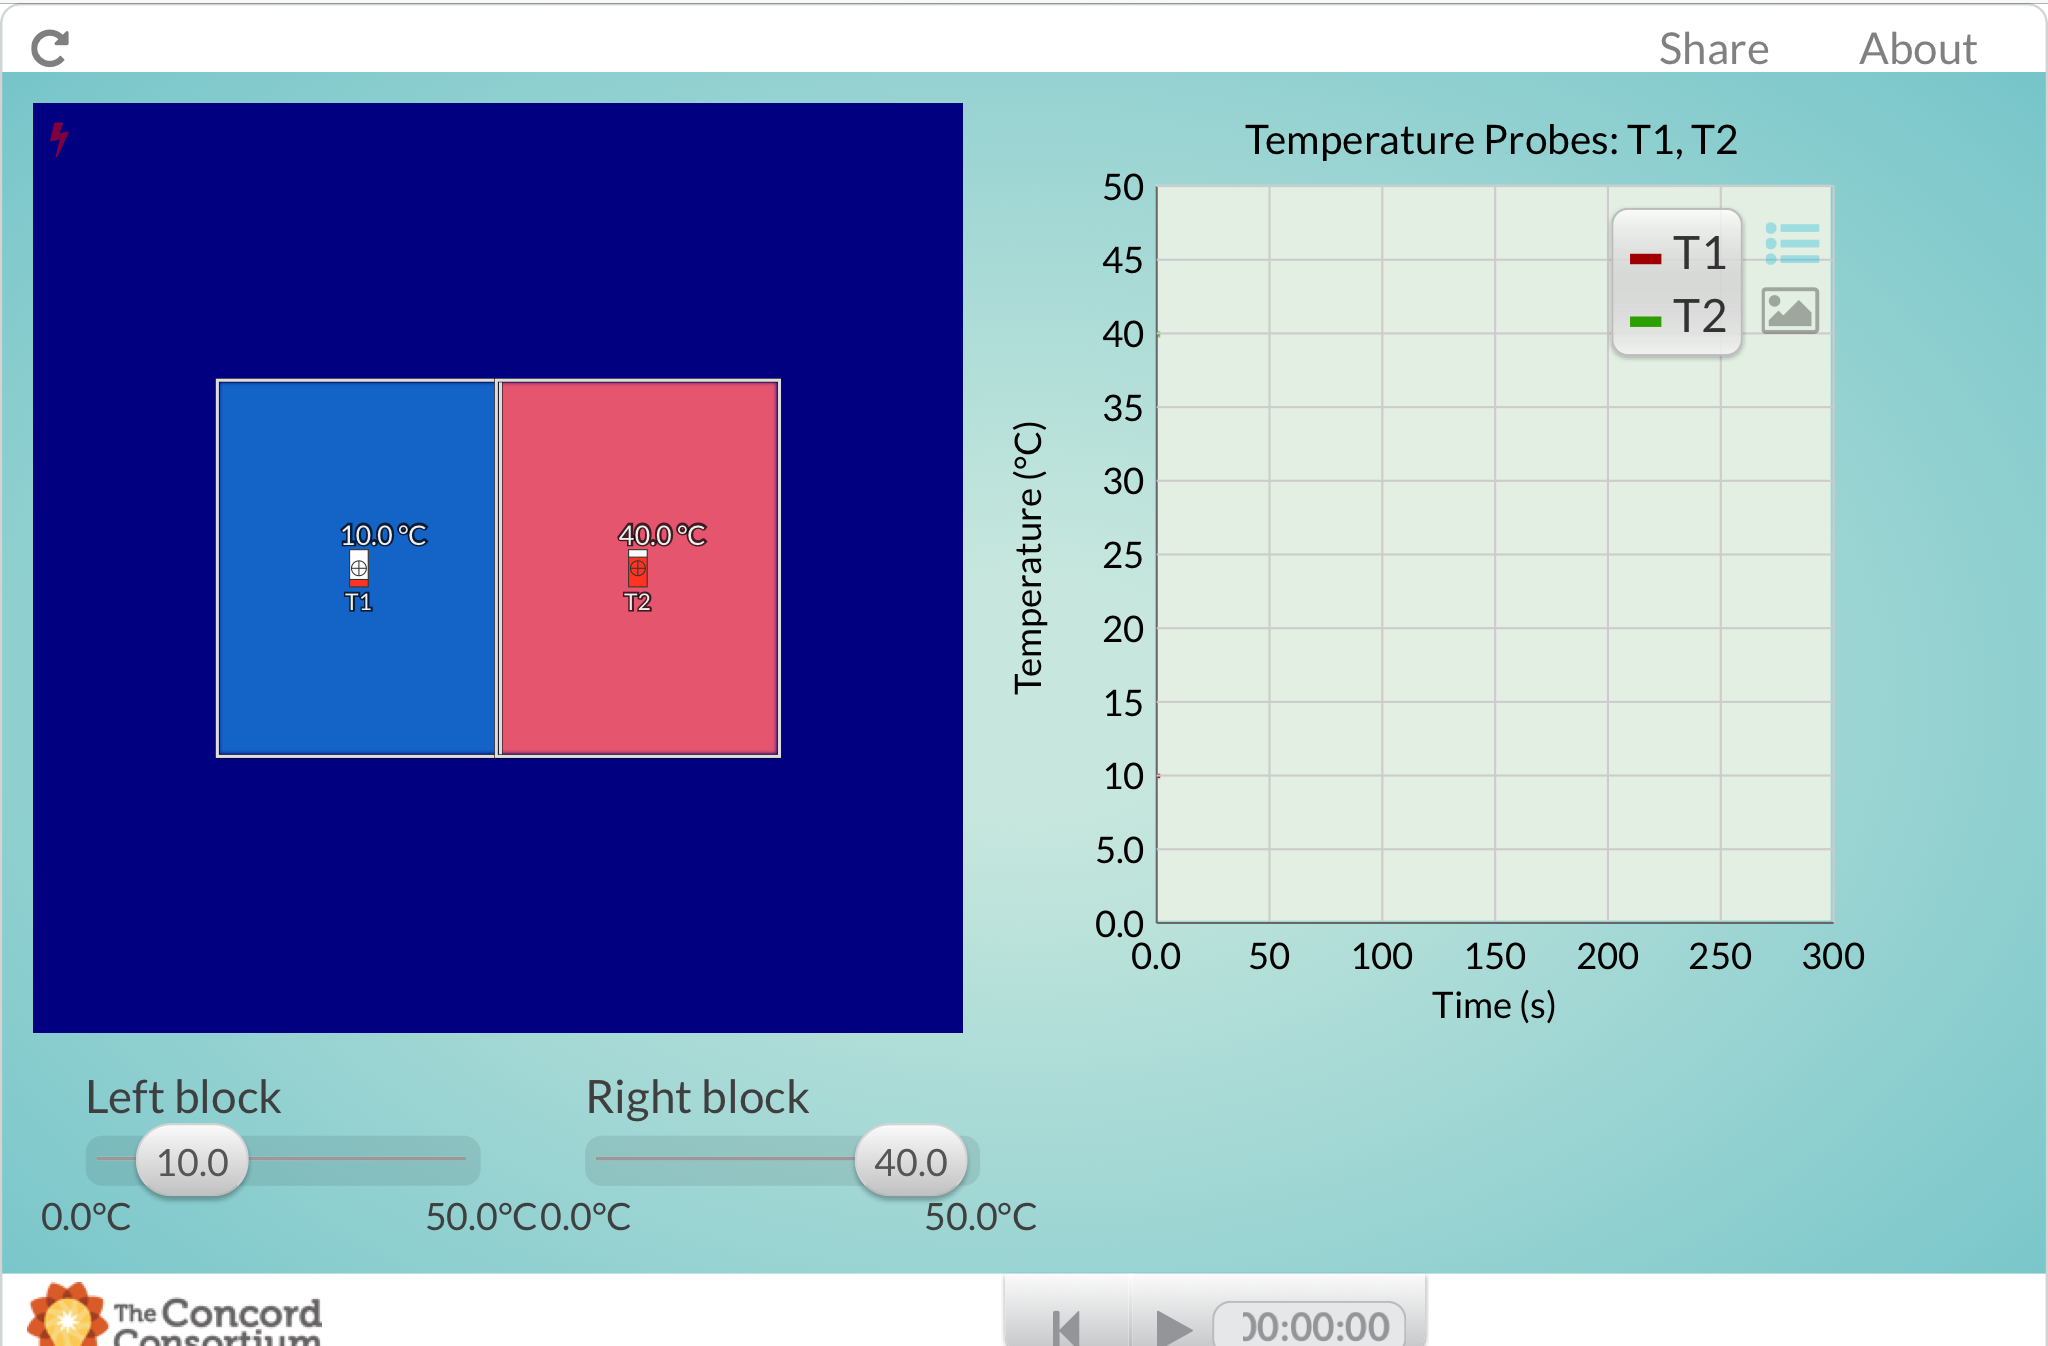 Share About
Temperature Probes: T1, T2
50
45
40
35
30
25
20
15
10
5.0
0.0
0.0 50 100 150 200 250 300
Time (s)
Temperature (°C)
T1
T2
10.0 °C
T1
40.0 °C
T2
Left block
10.0
0.0°C 50.0°C
Right block
40.0
0.0°C 50.0°C
The Concord
Consortium
00:00:00